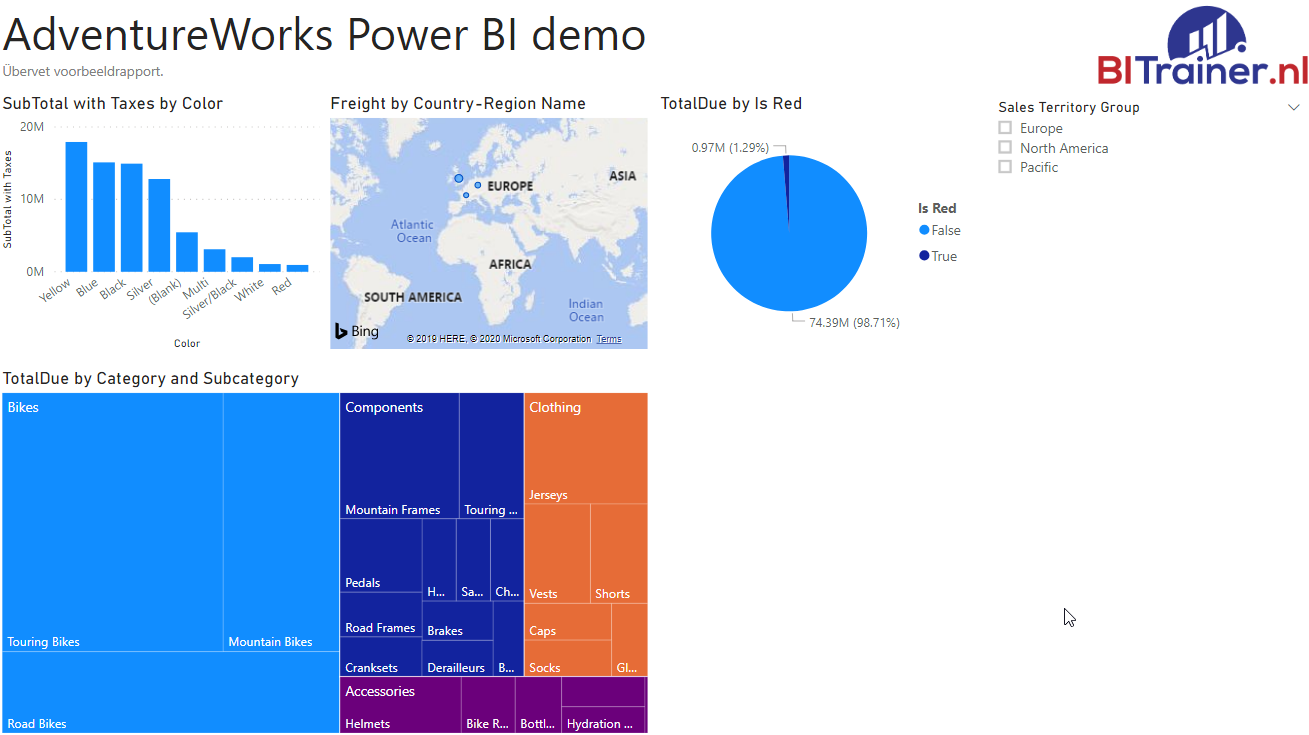 AdventureWorks Power BI demo
Übervet voorbeeldrapport.
BITrainer.nl
SubTotal with Taxes by Color
20M
10M
0M
SubTotal with Taxes
Yellow
Blue
Black
Silver
(Blank)
Multi
Silver/Black
White
Red
Color
Freight by Country-Region Name
ASIA
EUROPE
Atlantic
Ocean
AFRICA
SOUTH AMERICA
Indian
Ocean
Bing
© 2019 HERE, © 2020 Microsoft Corporation Terms
TotalDue by Is Red
0.97M (1.29%)
74.39M (98.71%)
Is Red
False
True
Sales Territory Group
Europe
North America
Pacific
TotalDue by Category and Subcategory
Bikes
Touring Bikes
Mountain Bikes
Road Bikes
Components
Mountain Frames
Touring ...
Pedals
H...
Sa...
Ch...
Road Frames
Brakes
Cranksets
Derailleurs
B...
Clothing
Jerseys
Vests
Shorts
Caps
Socks
Gl...
Accessories
Helmets
Bike R...
Bottl...
Hydration ...